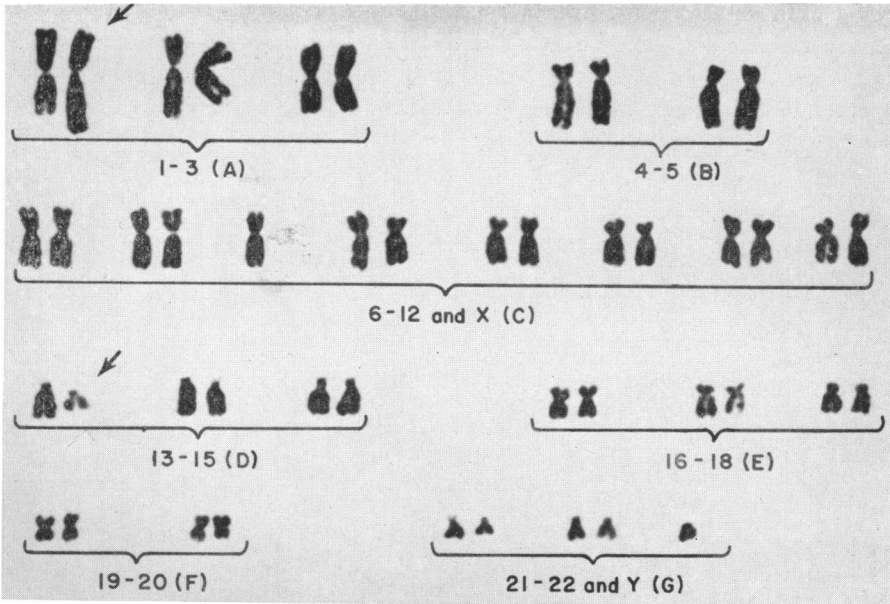 1-3 (A)
4-5 (B)
6-12 and X (C)
13-15 (D)
16-18 (E)
19-20 (F)
21-22 and Y (G)